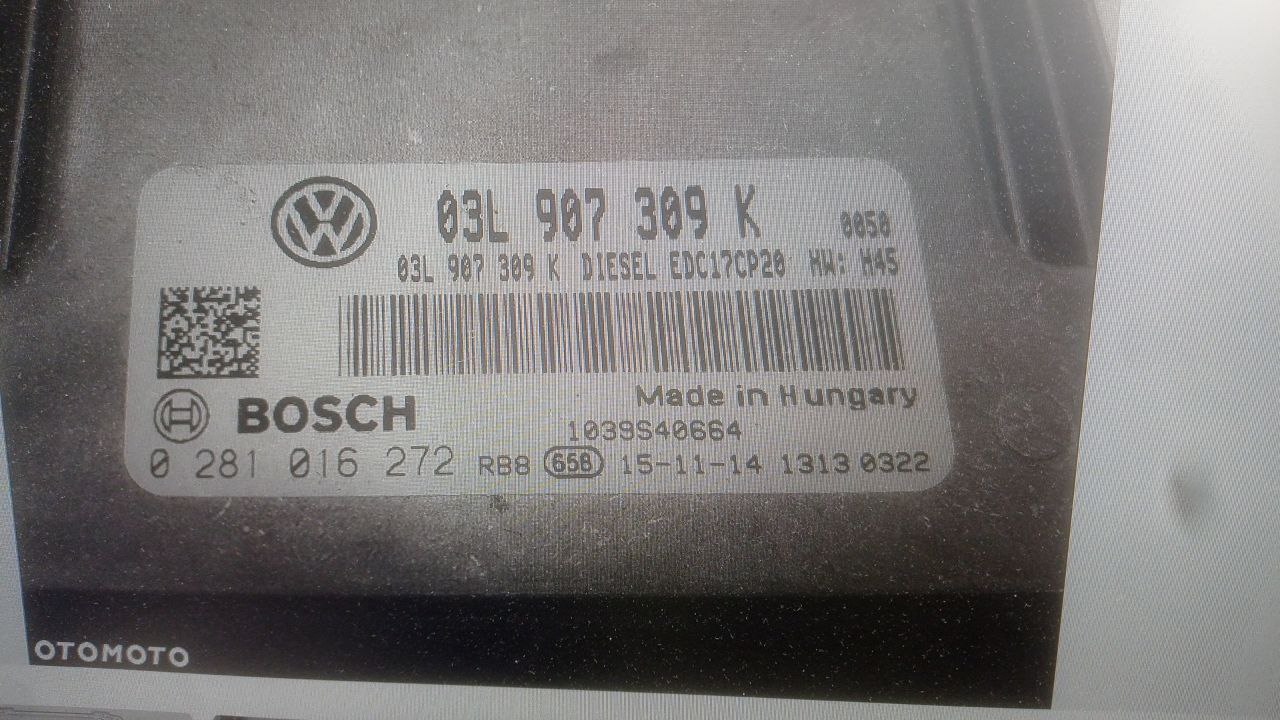 03L 907 309 K 0050
03L 907 309 K DIESEL EDC17CP20 HW: H45
Made in Hungary
BOSCH
1039S40664
0 281 016 272 RB8 658 15-11-14 1313 0322
OTOMOTO